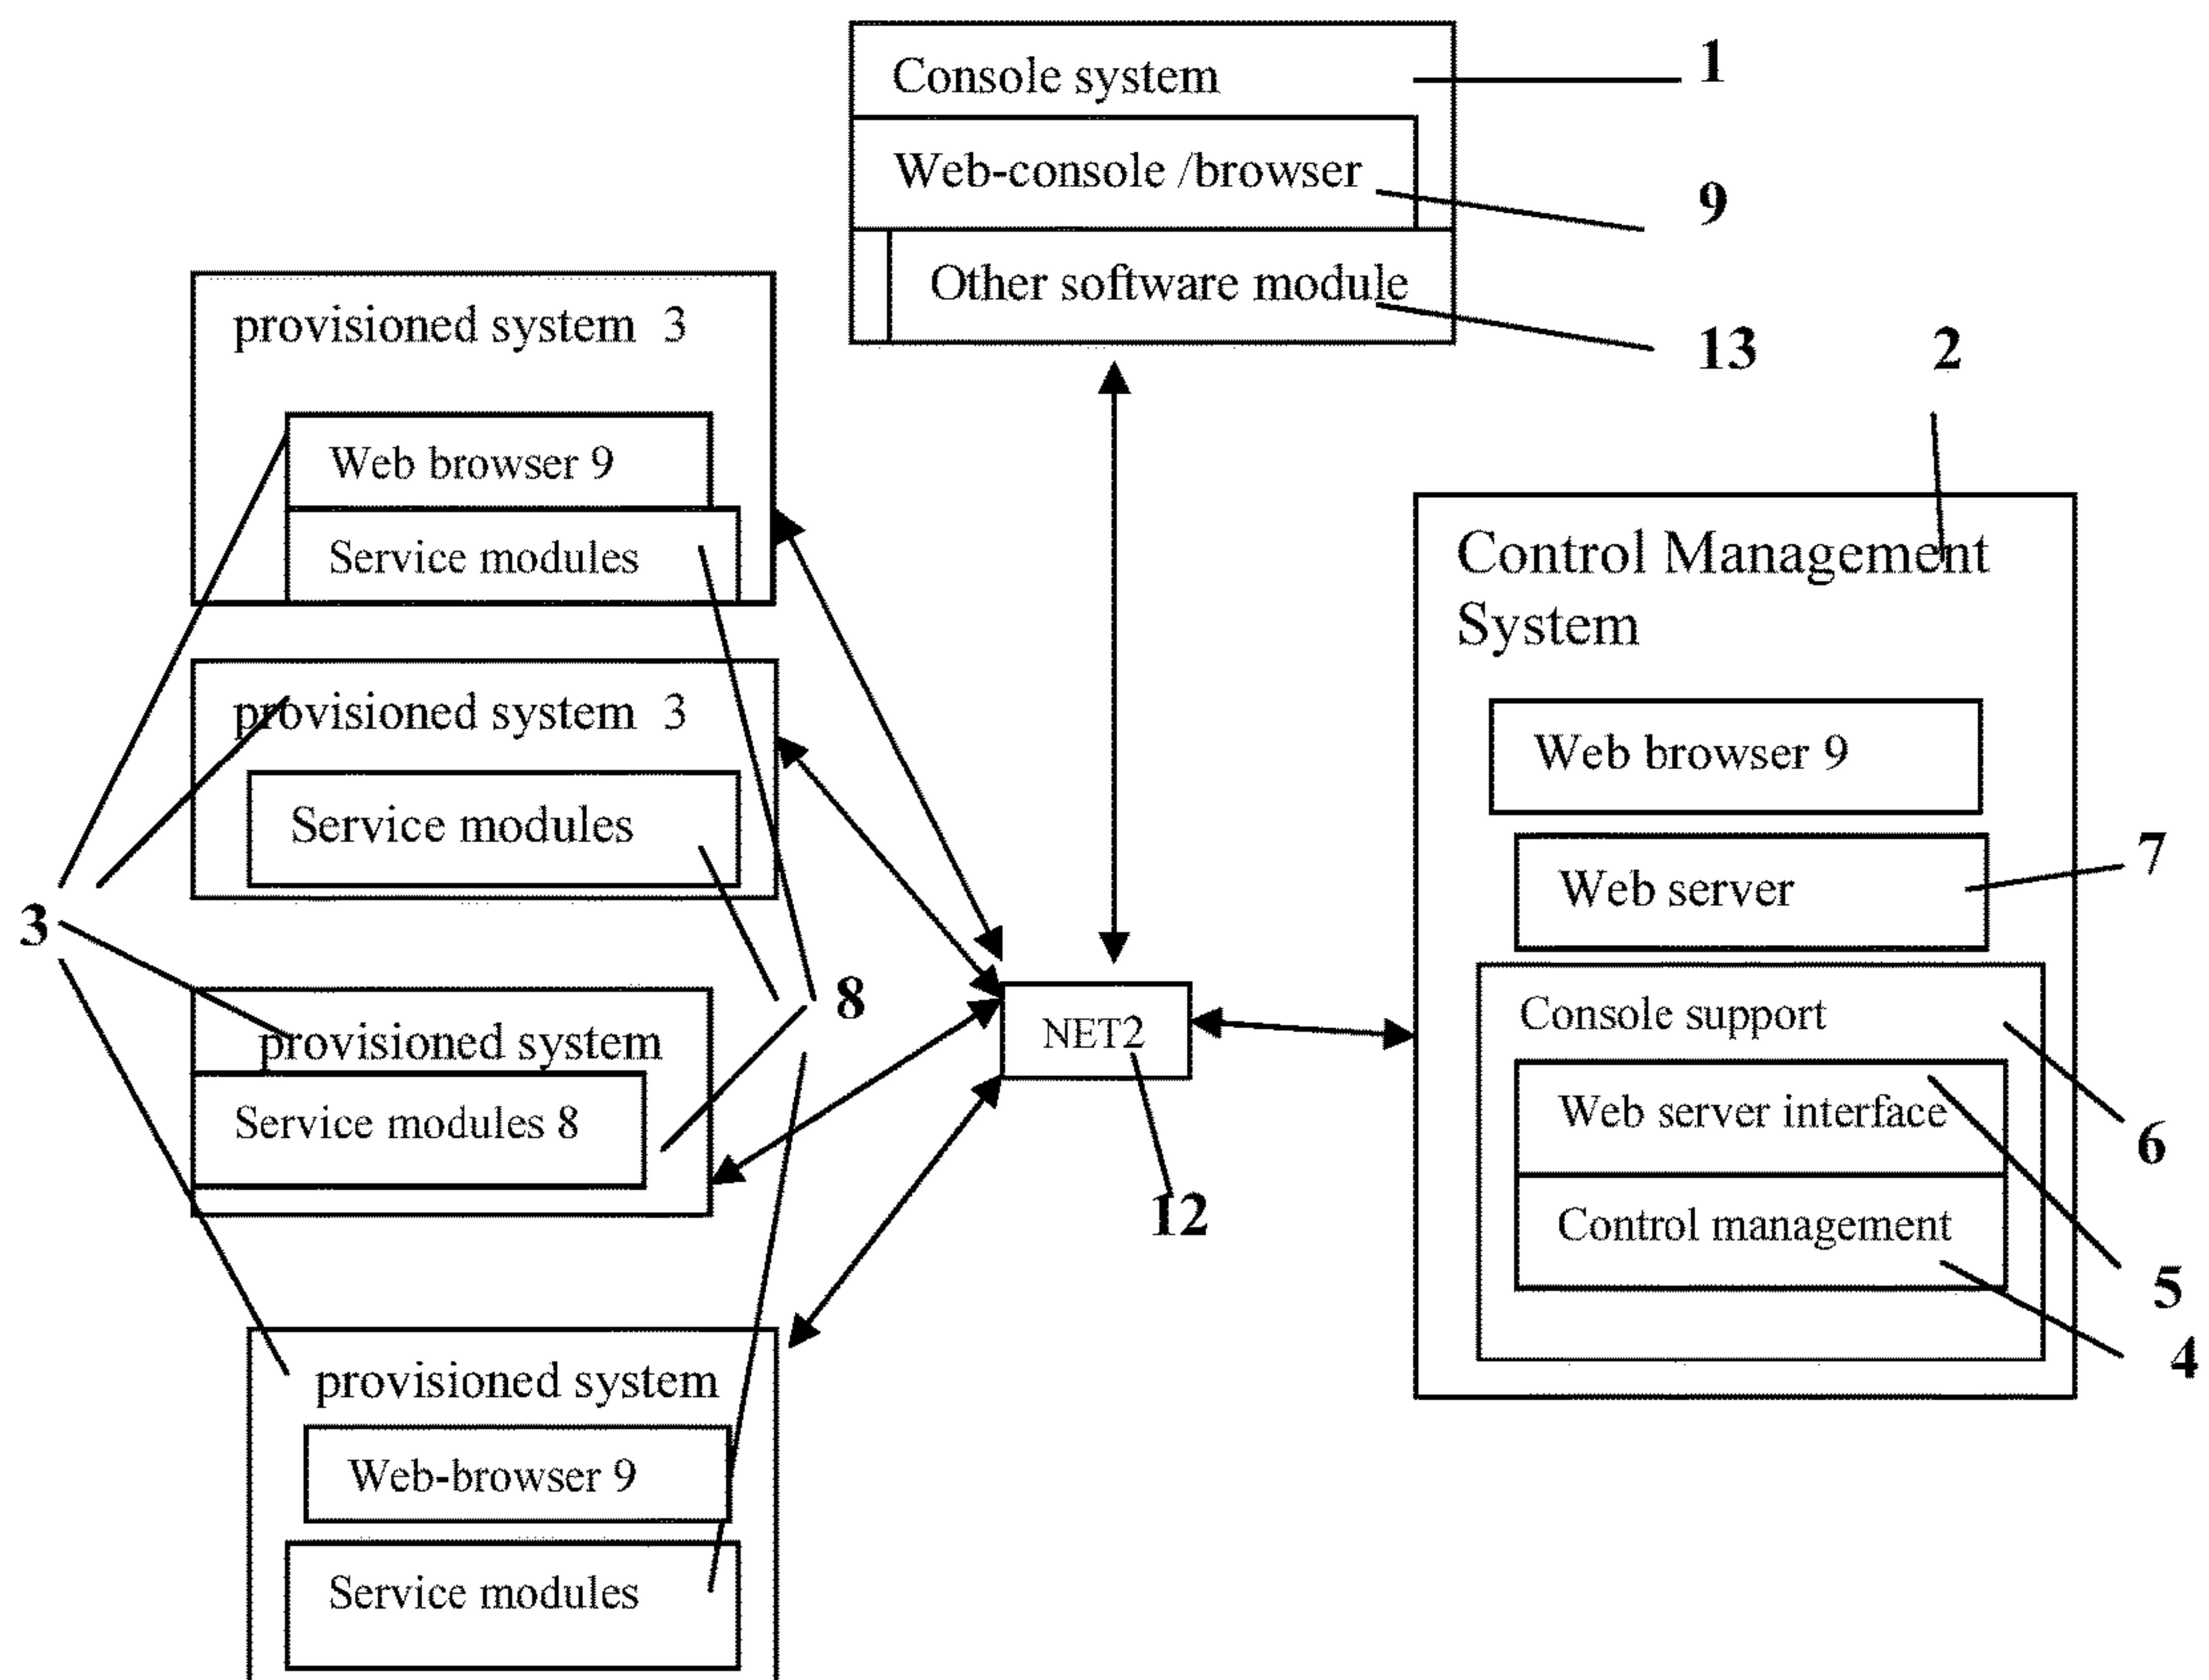 Console system
1
Web-console /browser
9
Other software module
13
2
provisioned system 3
Web browser 9
Service modules
provisioned system 3
Service modules
3
provisioned system
Service modules 8
8
provisioned system
Web-browser 9
Service modules
NET2
12
Control Management
System
Web browser 9
Web server
7
Console support
6
Web server interface
5
Control management
4